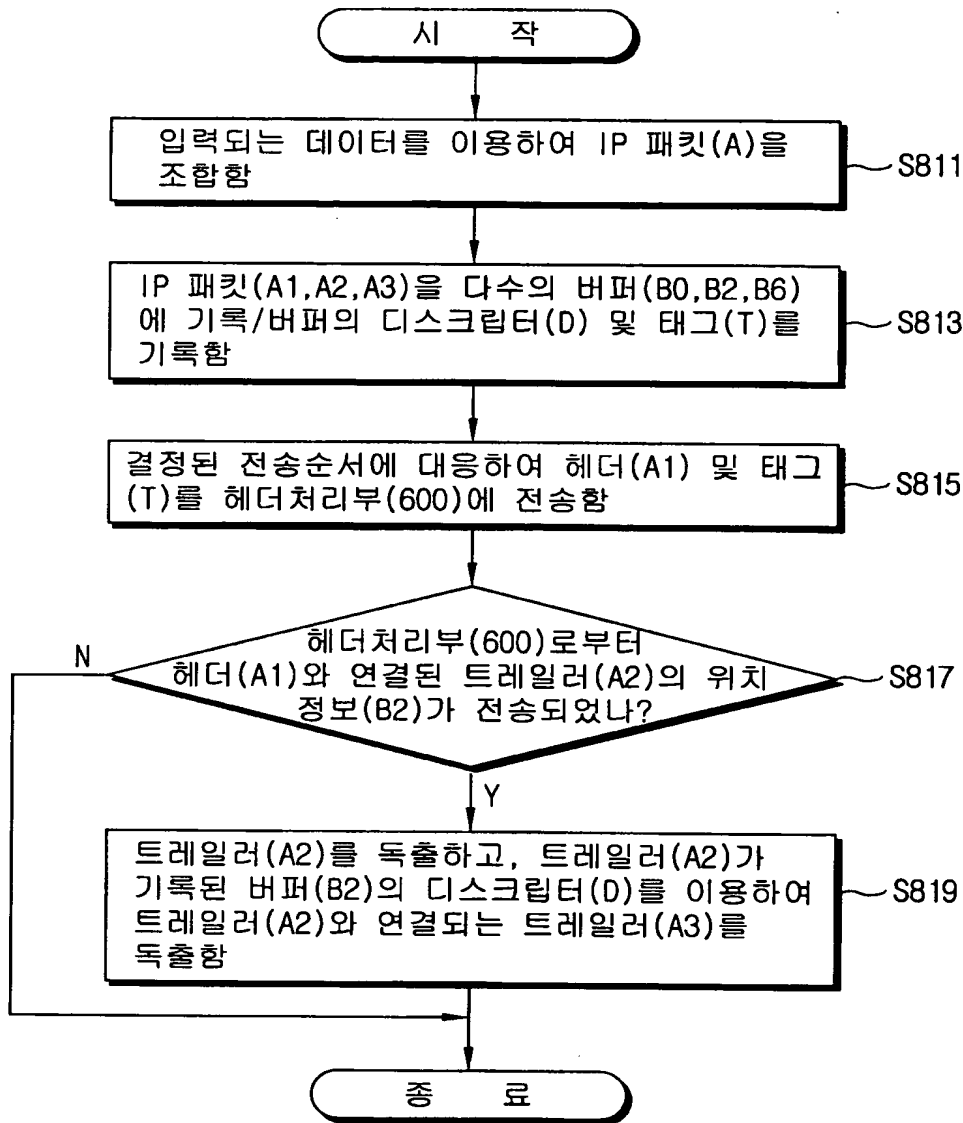 시 작
입력되는 데이터를 이용하여 IP 패킷(A)을
조합함
S811
IP 패킷(A1,A2,A3)을 다수의 버퍼(B0,B2,B6)
에 기록/버퍼의 디스크립터(D) 및 태그(T)를
기록함
S813
결정된 전송순서에 대응하여 헤더(A1) 및 태그
(T)를 헤더처리부(600)에 전송함
S815
헤더처리부(600)로부터
헤더(A1)와 연결된 트레일러(A2)의 위치
정보(B2)가 전송되었나?
S817
N
Y
트레일러(A2)를 독출하고, 트레일러(A2)가
기록된 버퍼(B2)의 디스크립터(D)를 이용하여
트레일러(A2)와 연결되는 트레일러(A3)를
독출함
S819
종 료